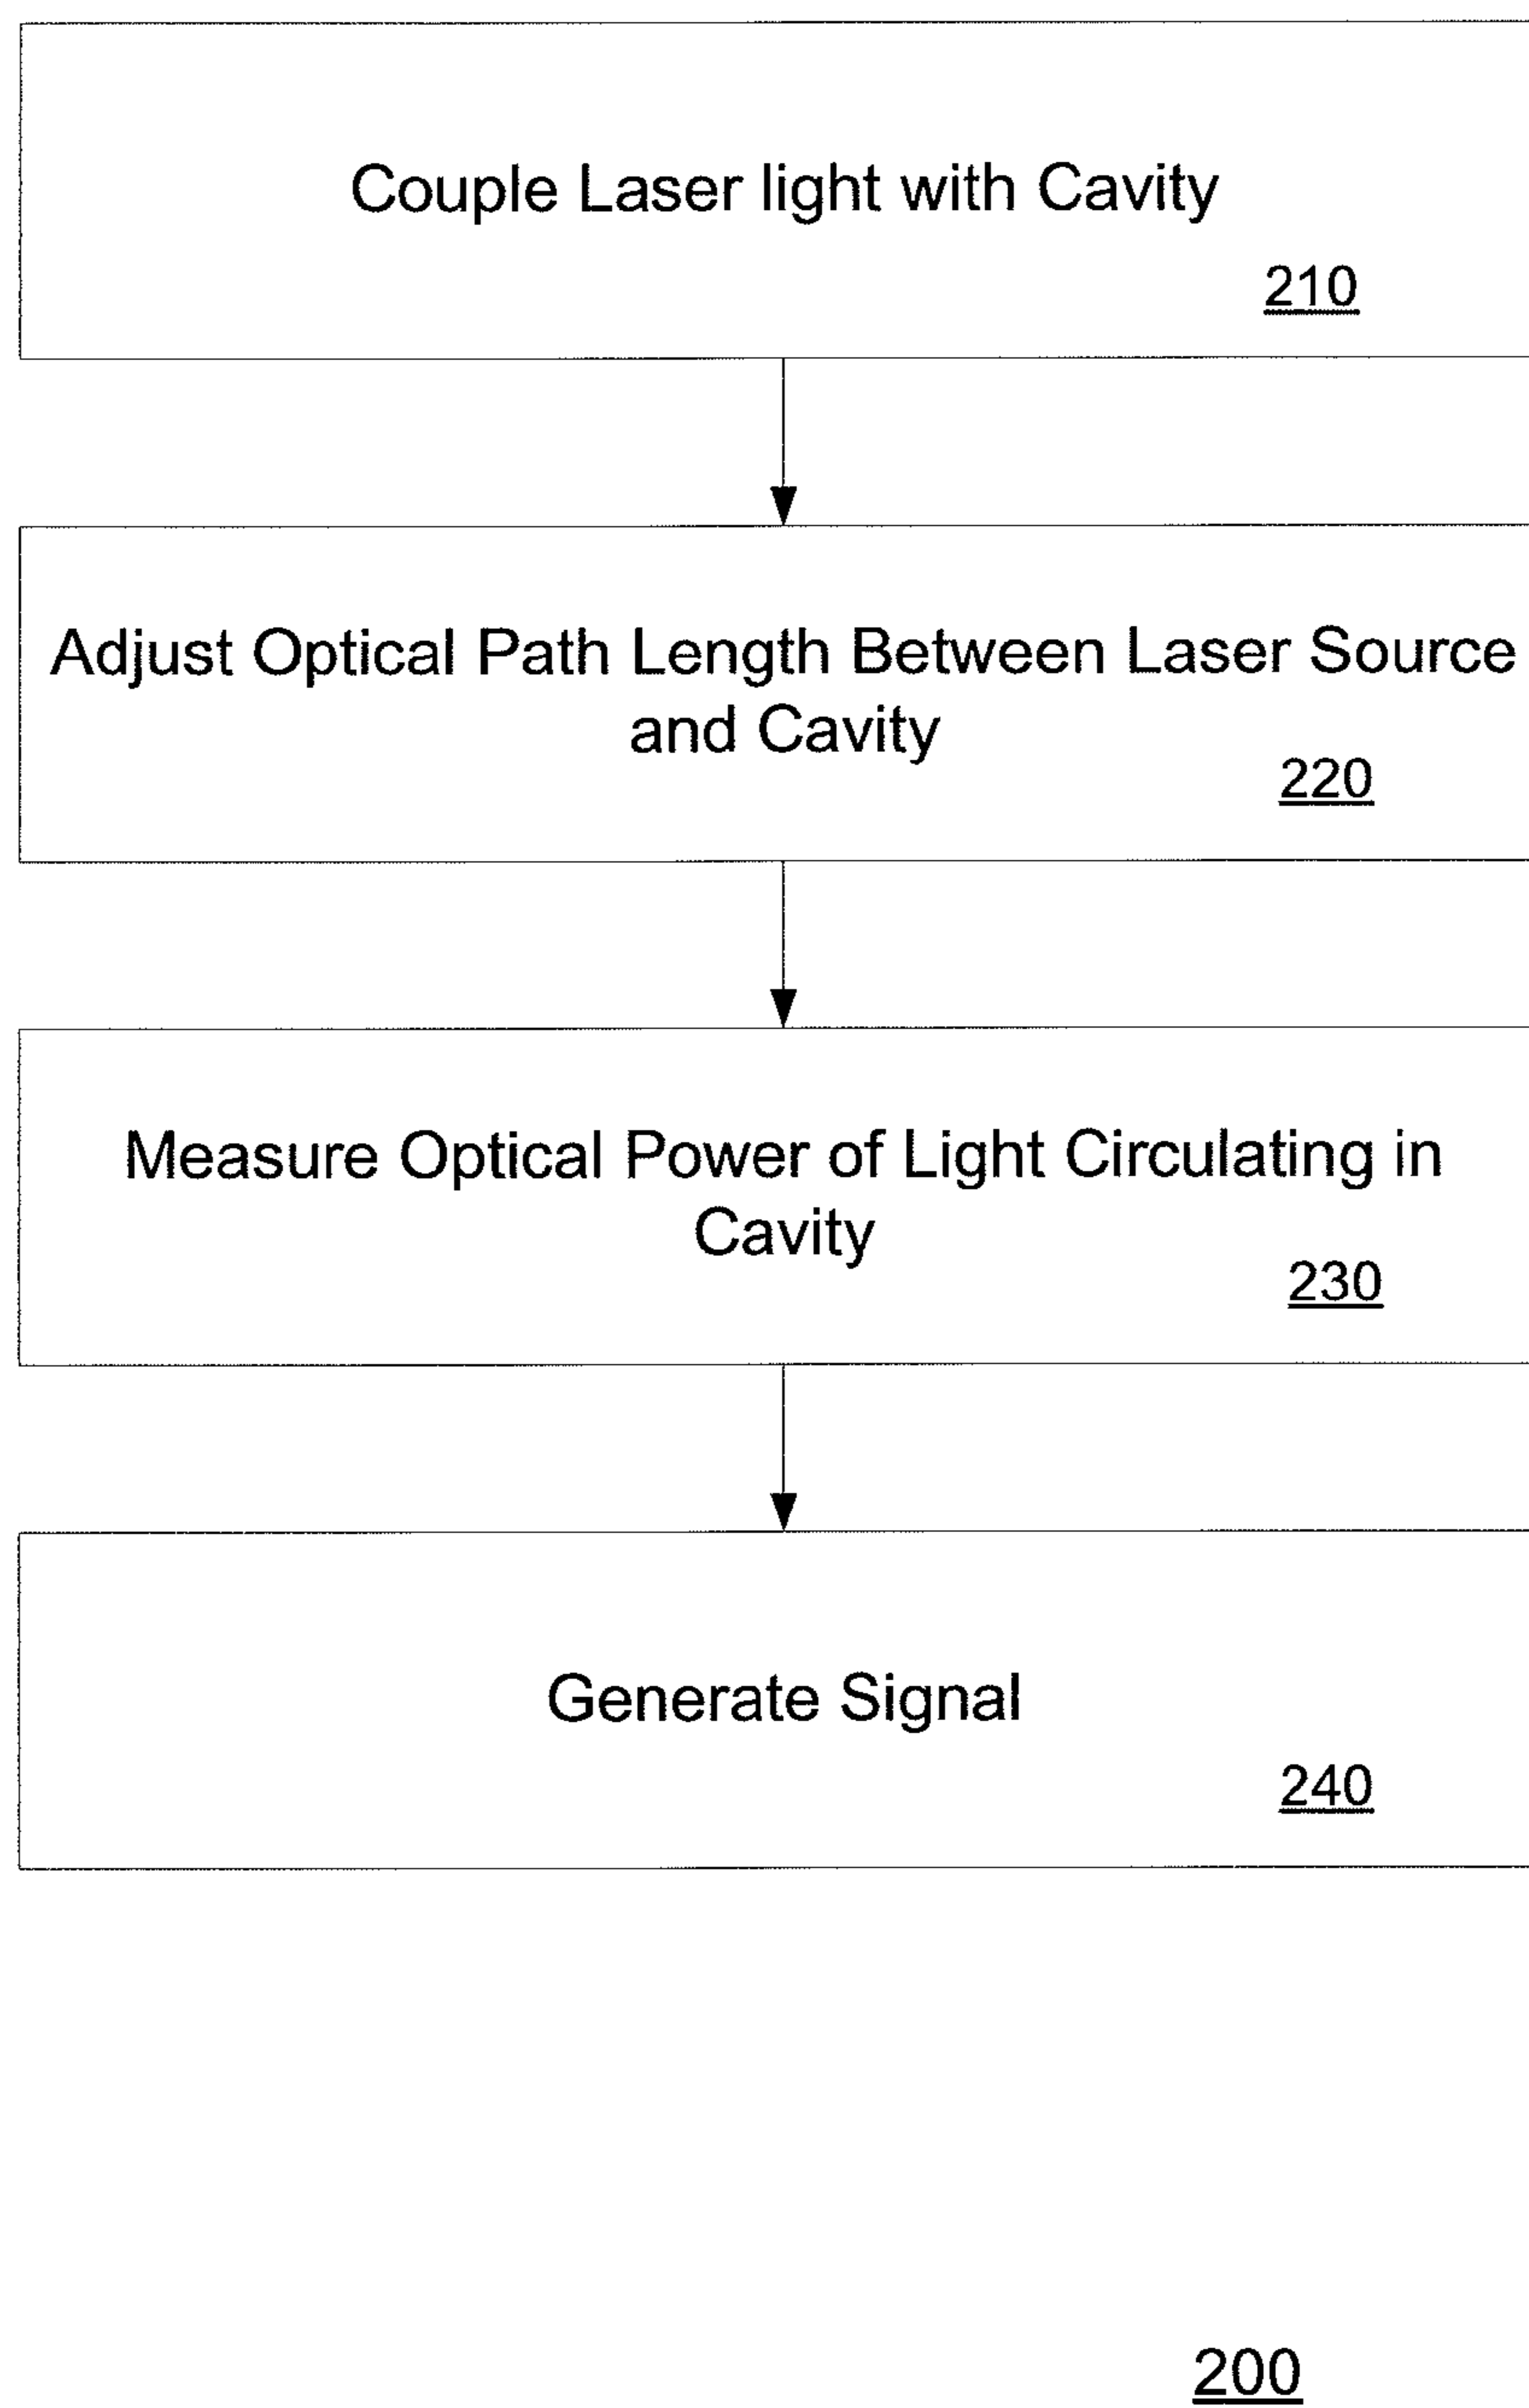 Couple Laser light with Cavity
210
Adjust Optical Path Length Between Laser Source
and Cavity
220
Measure Optical Power of Light Circulating in
Cavity
230
Generate Signal
240
200